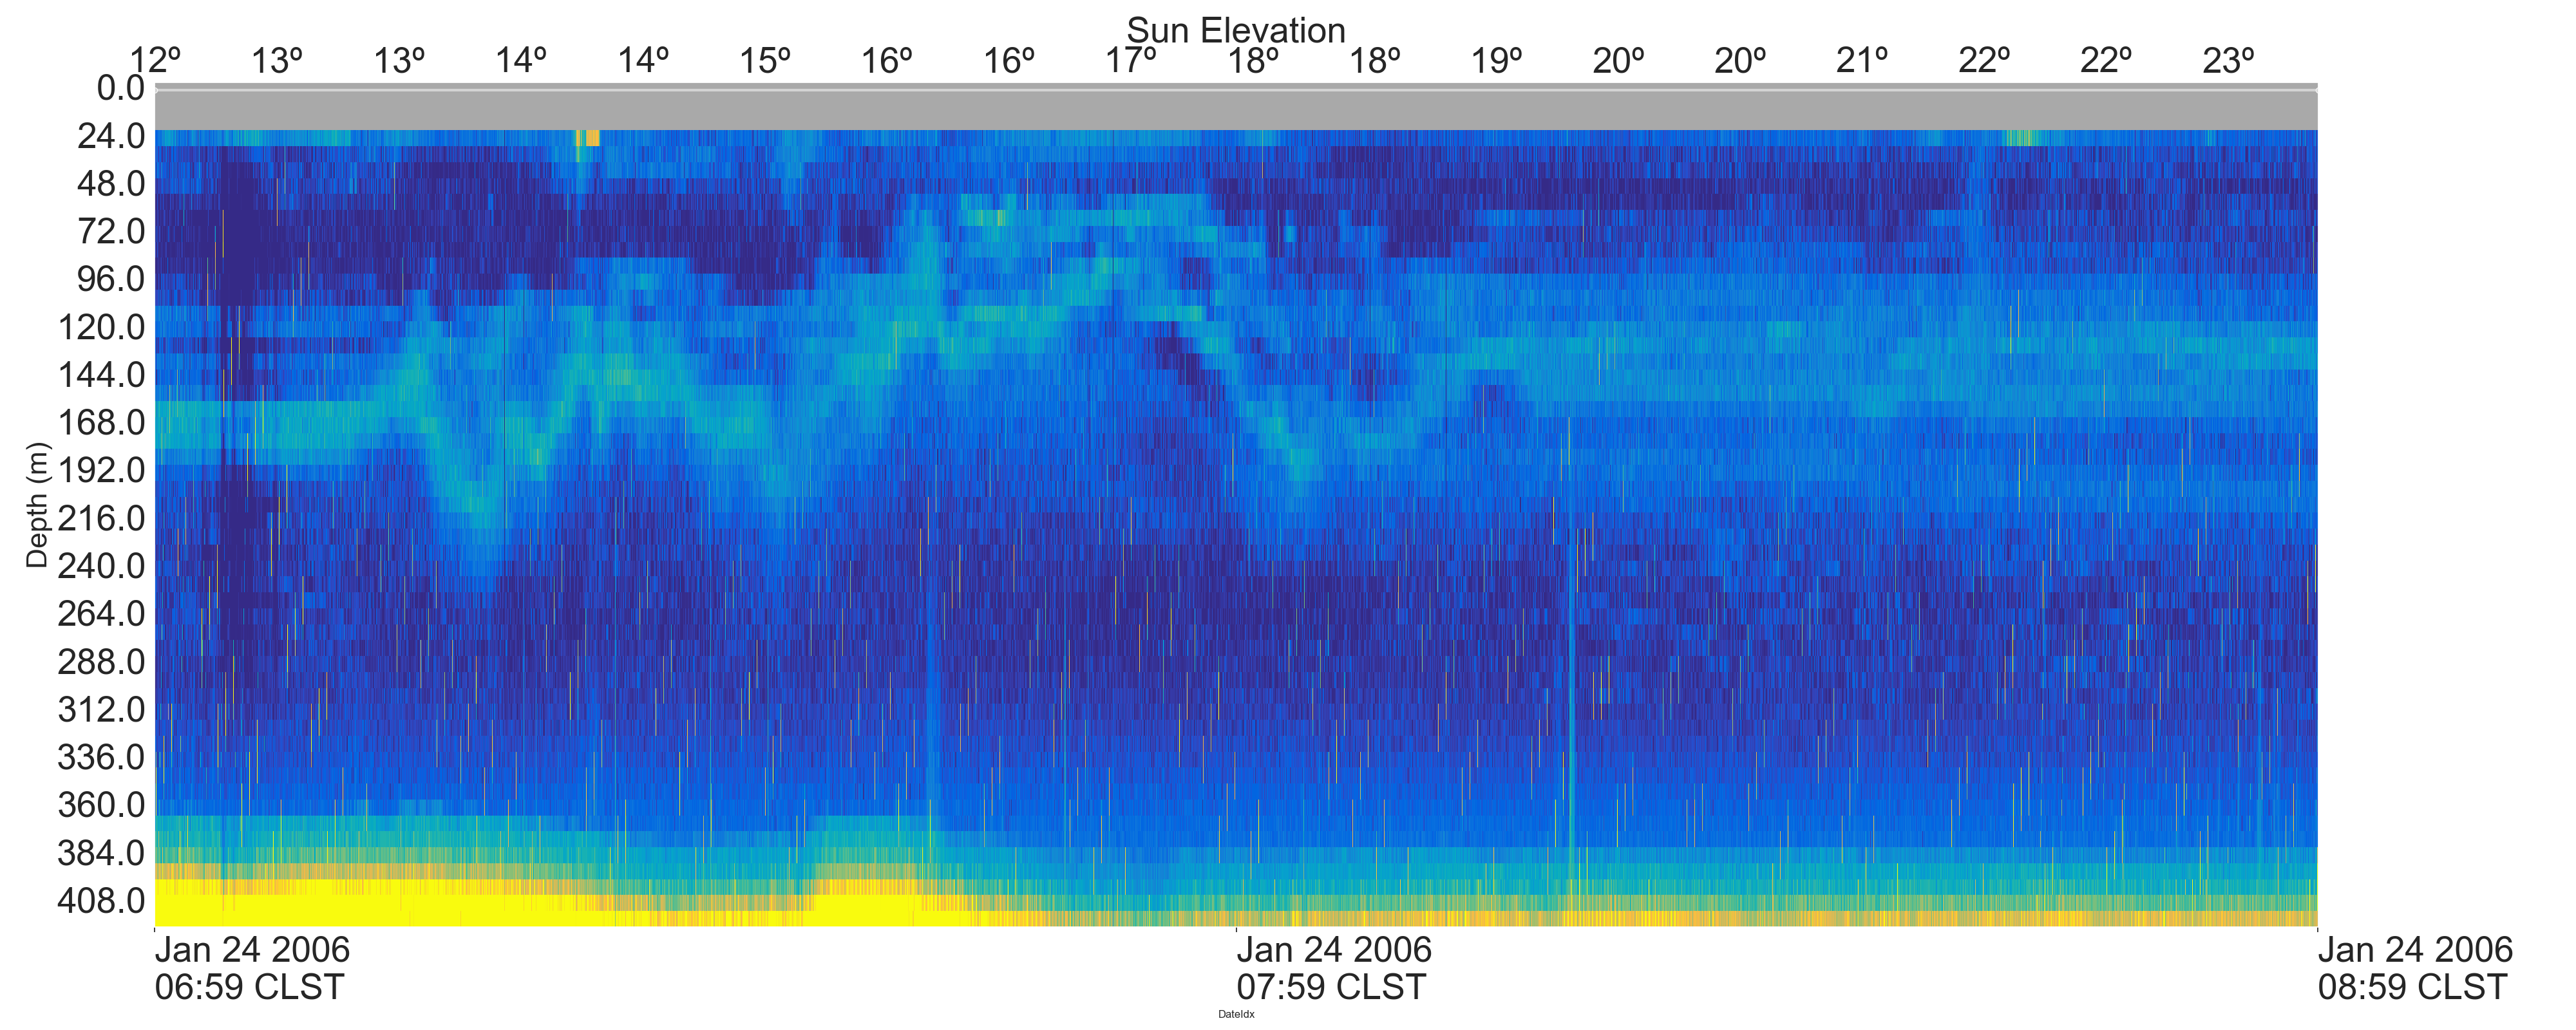 Sun Elevation
12º 13º 13º 14º 14º 15º 16º 16º 17º 18º 18º 19º 20º 20º 21º 22º 22º 23º
0.0
24.0
48.0
72.0
96.0
120.0
144.0
168.0
192.0
216.0
240.0
264.0
288.0
312.0
336.0
360.0
384.0
408.0
Depth (m)
Jan 24 2006
06:59 CLST
Jan 24 2006
07:59 CLST
Jan 24 2006
08:59 CLST
DateIdx